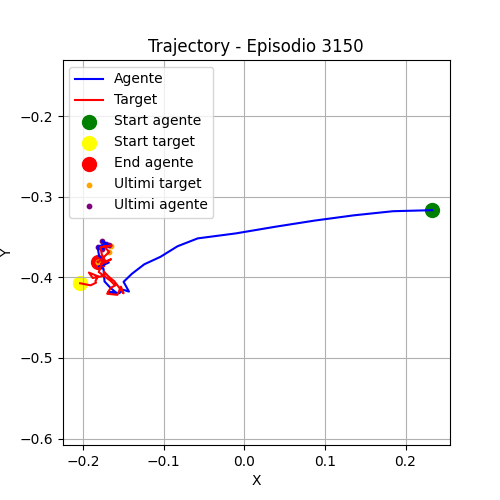 Trajectory - Episodio 3150
Agente
Target
Start agente
Start target
End agente
Ultimi target
Ultimi agente
Y
−0.2
−0.3
−0.4
−0.5
−0.6
−0.2
−0.1
0.0
0.1
0.2
X